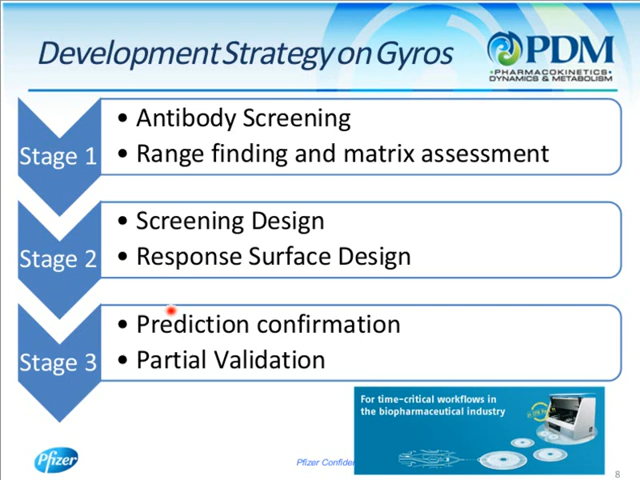 Development Strategy on Gyros
PDM
PHARMACOKINETICS
DYNAMICS & METABOLISM
Stage 1
• Antibody Screening
• Range finding and matrix assessment
Stage 2
• Screening Design
• Response Surface Design
Stage 3
• Prediction confirmation
• Partial Validation
For time-critical workflows in
the biopharmaceutical industry
Pfizer
Pfizer Confiden
8